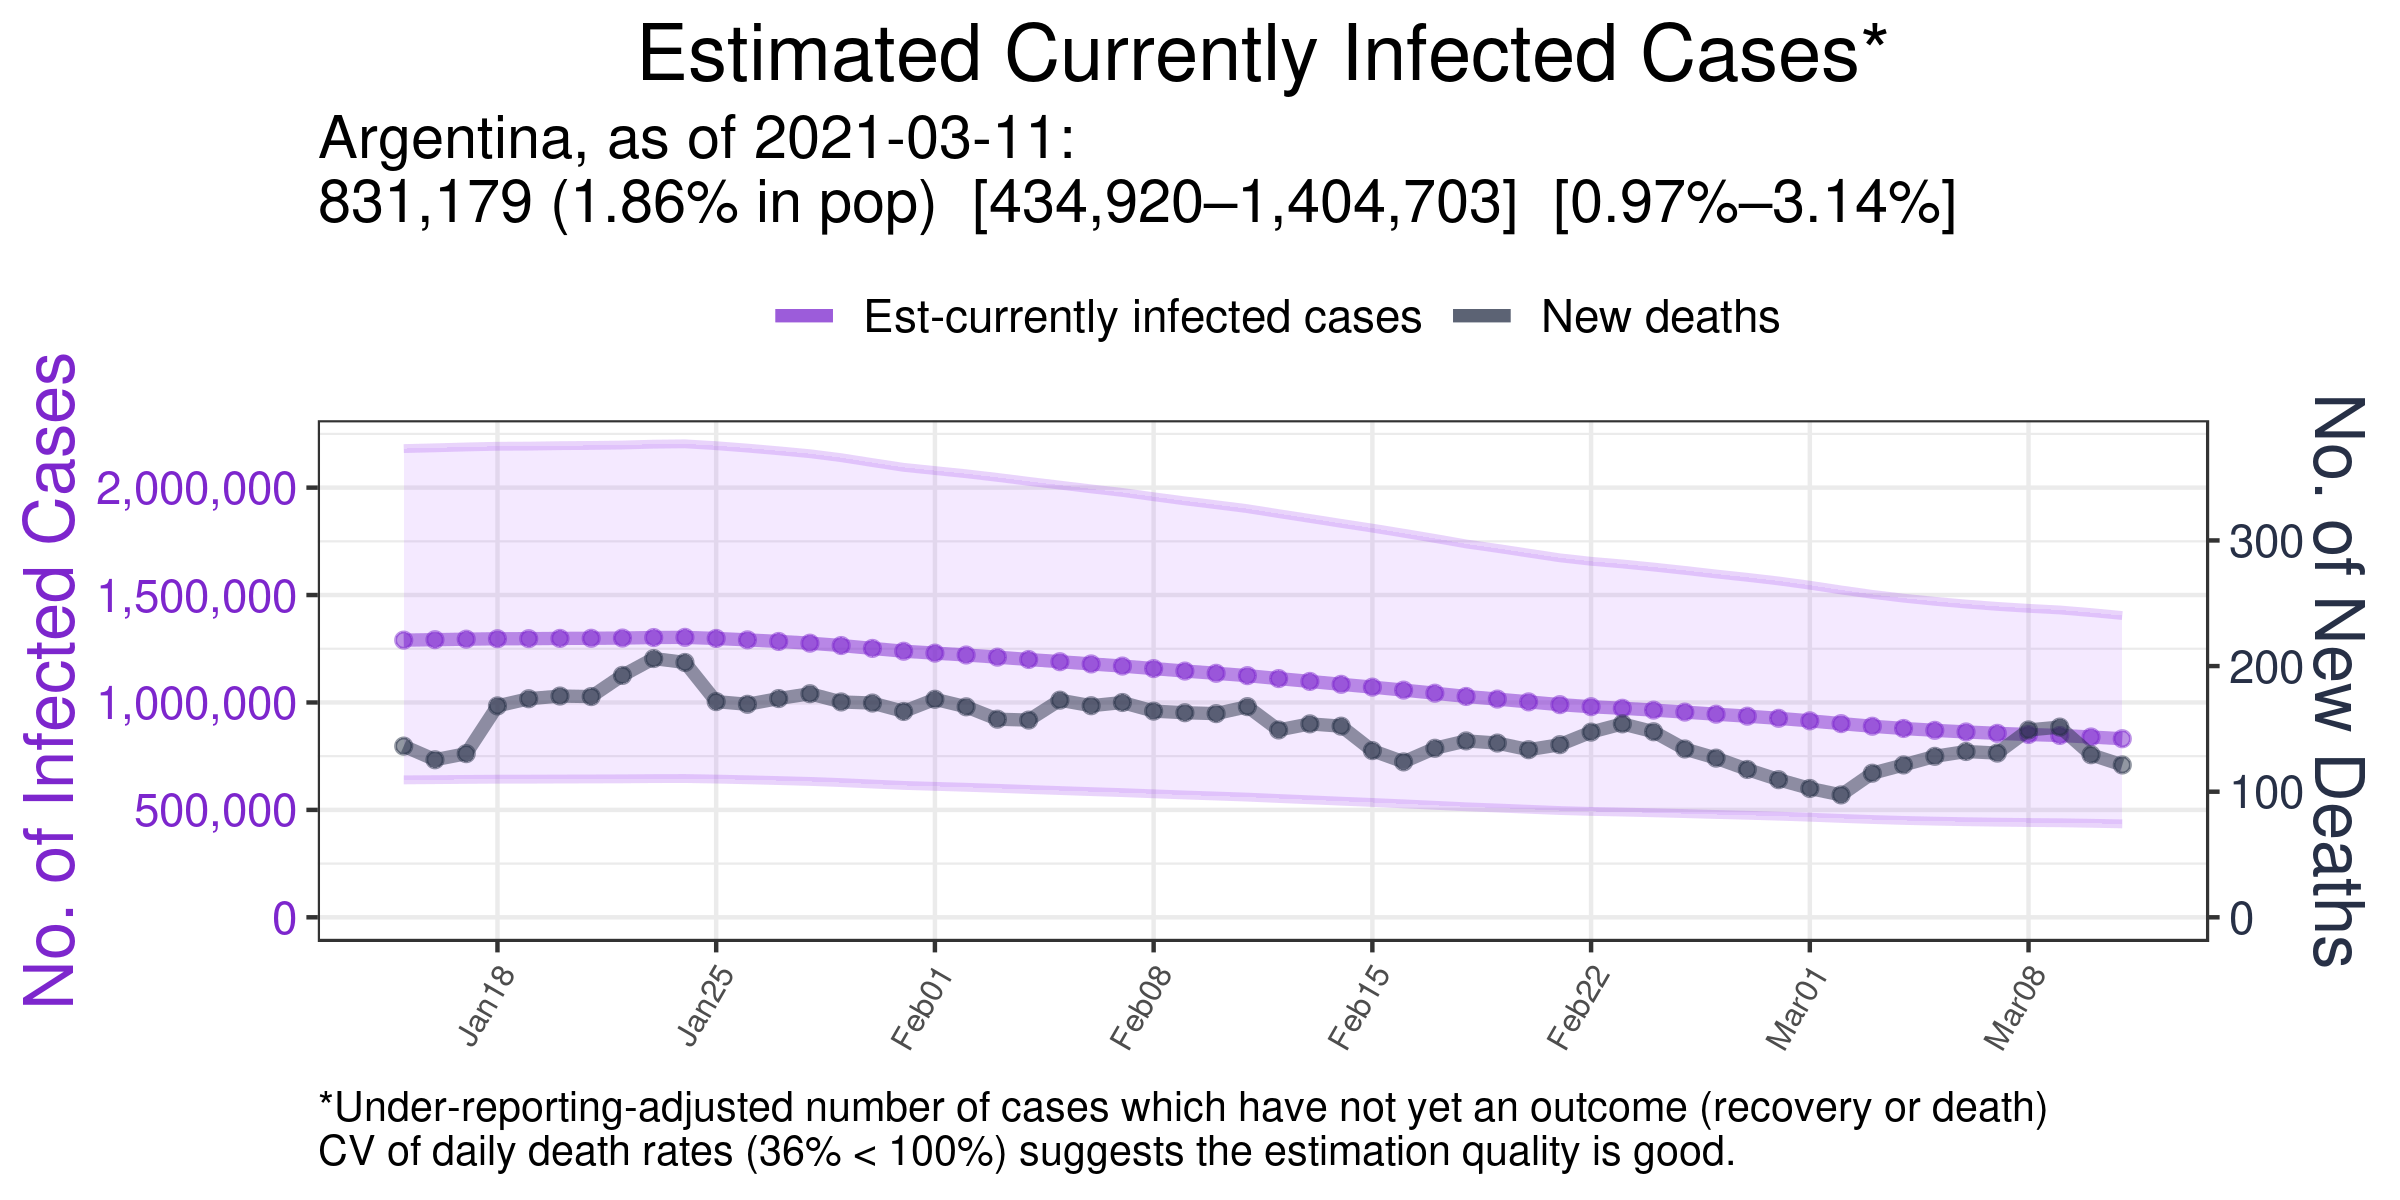 Estimated Currently Infected Cases*
Argentina, as of 2021-03-11:
831,179 (1.86% in pop)  [434,920–1,404,703]  [0.97%–3.14%]
Est-currently infected cases
New deaths
No. of Infected Cases
2,000,000
1,500,000
1,000,000
500,000
0
No. of New Deaths
300
200
100
0
Jan18
Jan25
Feb01
Feb08
Feb15
Feb22
Mar01
Mar08
*Under-reporting-adjusted number of cases which have not yet an outcome (recovery or death)
CV of daily death rates (36% < 100%) suggests the estimation quality is good.